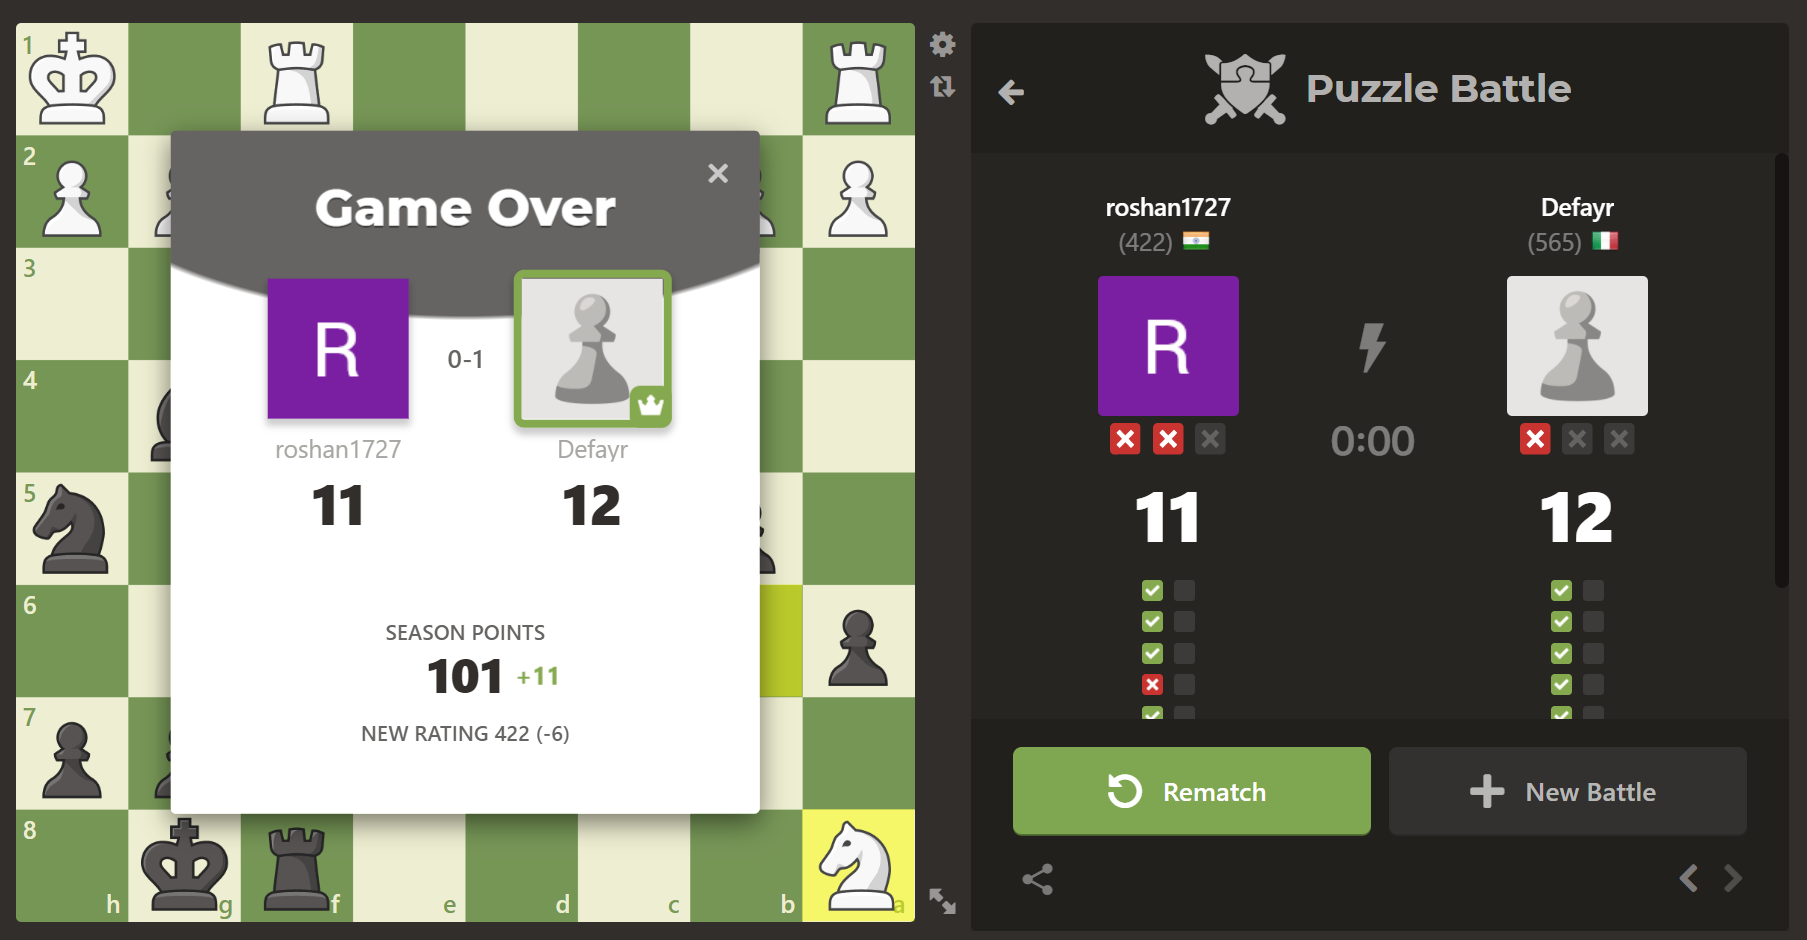 1
2
3
4
5
6
7
8
h
g
f
e
d
c
b
a
Game Over
R
0-1
roshan1727
Defayr
11
12
SEASON POINTS
101 +11
NEW RATING 422 (-6)
Puzzle Battle
roshan1727
(422)
Defayr
(565)
R
0:00
11
12
Rematch
New Battle